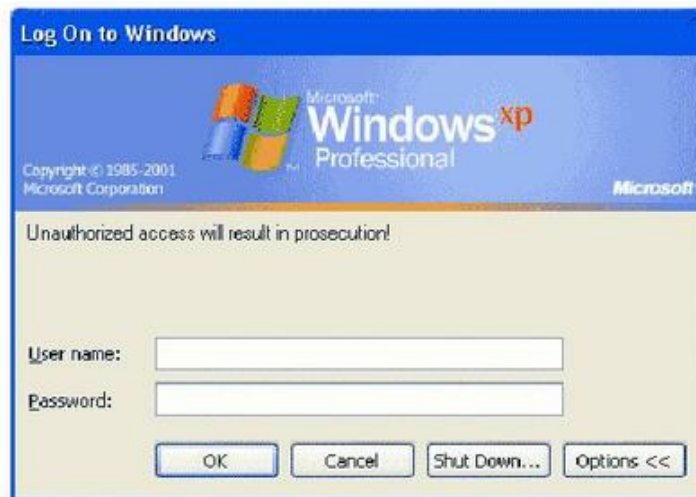 Log On to Windows
Microsoft
Windows xp
Professional
Copyright © 1985-2001
Microsoft Corporation
Microsoft
Unauthorized access will result in prosecution!
User name:
Password:
OK
Cancel
Shut Down...
Options <<